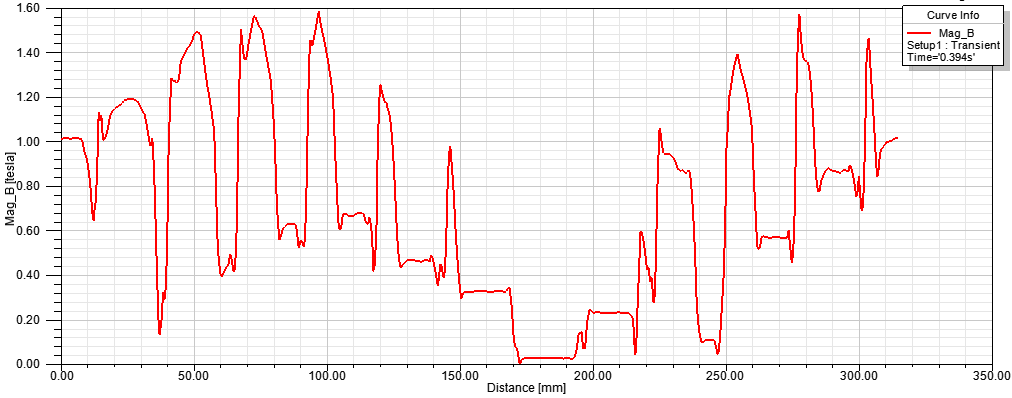 1.60
1.40
1.20
1.00
0.80
0.60
0.40
0.20
0.00
Mag_B [tesla]
0.00 50.00 100.00 150.00 200.00 250.00 300.00 350.00
Distance [mm]
Curve Info
Mag_B
Setup1 : Transient
Time='0.394s'